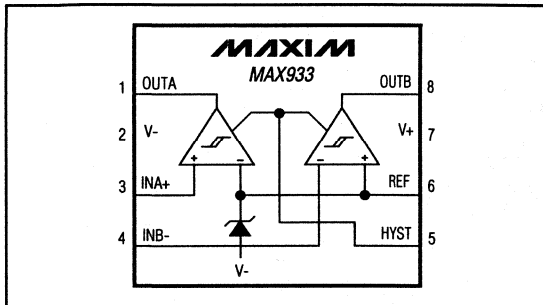 MAXIM
MAX933
1 OUTA
OUTB 8
2 V-
V+ 7
+ - - +
3 INA+
REF 6
4 INB-
HYST 5
V-